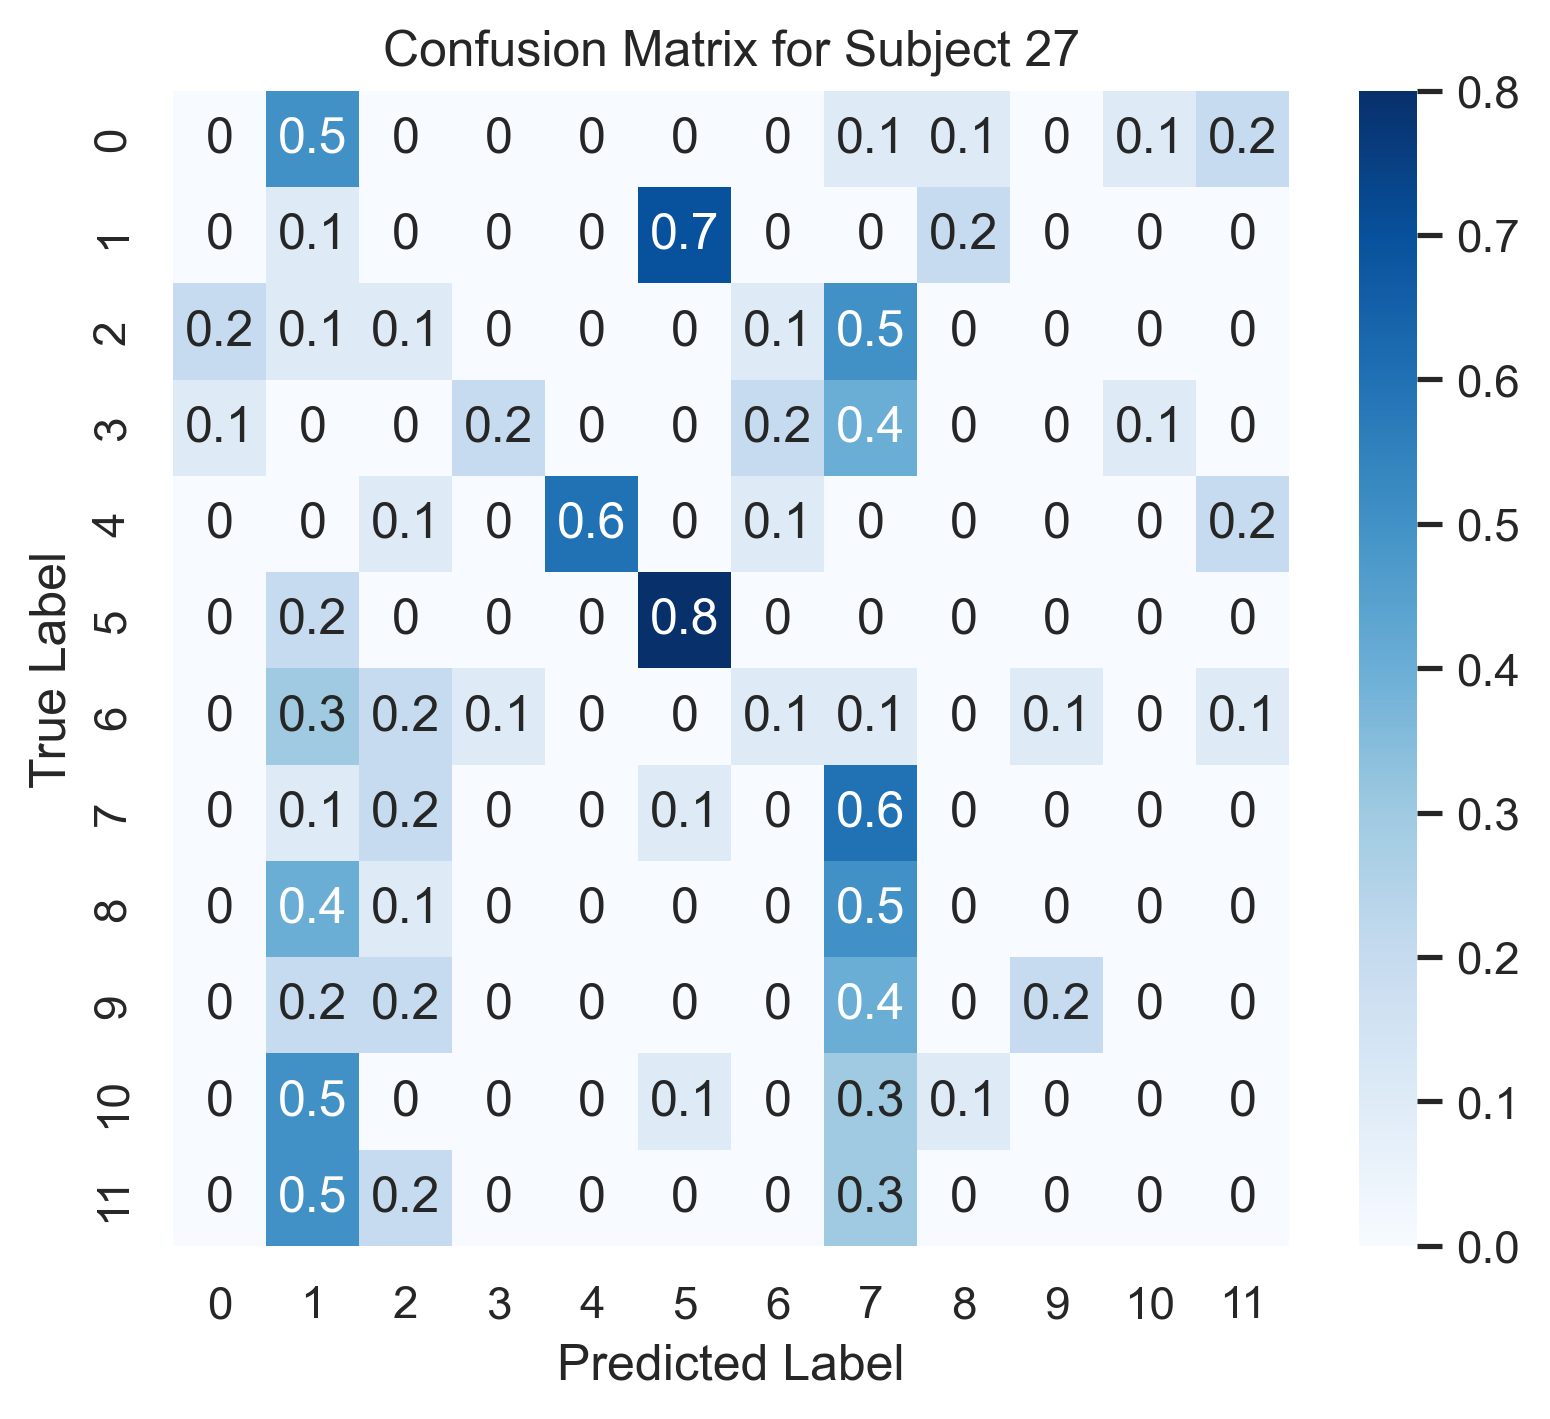 Confusion Matrix for Subject 27
0 0 0.5 0 0 0 0 0 0.1 0.1 0 0.1 0.2
1 0 0.1 0 0 0 0.7 0 0 0.2 0 0 0
2 0.2 0.1 0.1 0 0 0 0.1 0.5 0 0 0 0
3 0.1 0 0 0.2 0 0 0.2 0.4 0 0 0.1 0
4 0 0 0.1 0 0.6 0 0.1 0 0 0 0 0.2
5 0 0.2 0 0 0 0.8 0 0 0 0 0 0
6 0 0.3 0.2 0.1 0 0 0.1 0.1 0 0.1 0 0.1
7 0 0.1 0.2 0 0 0.1 0 0.6 0 0 0 0
8 0 0.4 0.1 0 0 0 0 0.5 0 0 0 0
9 0 0.2 0.2 0 0 0 0 0.4 0 0.2 0 0
10 0 0.5 0 0 0 0.1 0 0.3 0.1 0 0 0
11 0 0.5 0.2 0 0 0 0 0.3 0 0 0 0
0 1 2 3 4 5 6 7 8 9 10 11
Predicted Label
True Label
0.8
0.7
0.6
0.5
0.4
0.3
0.2
0.1
0.0